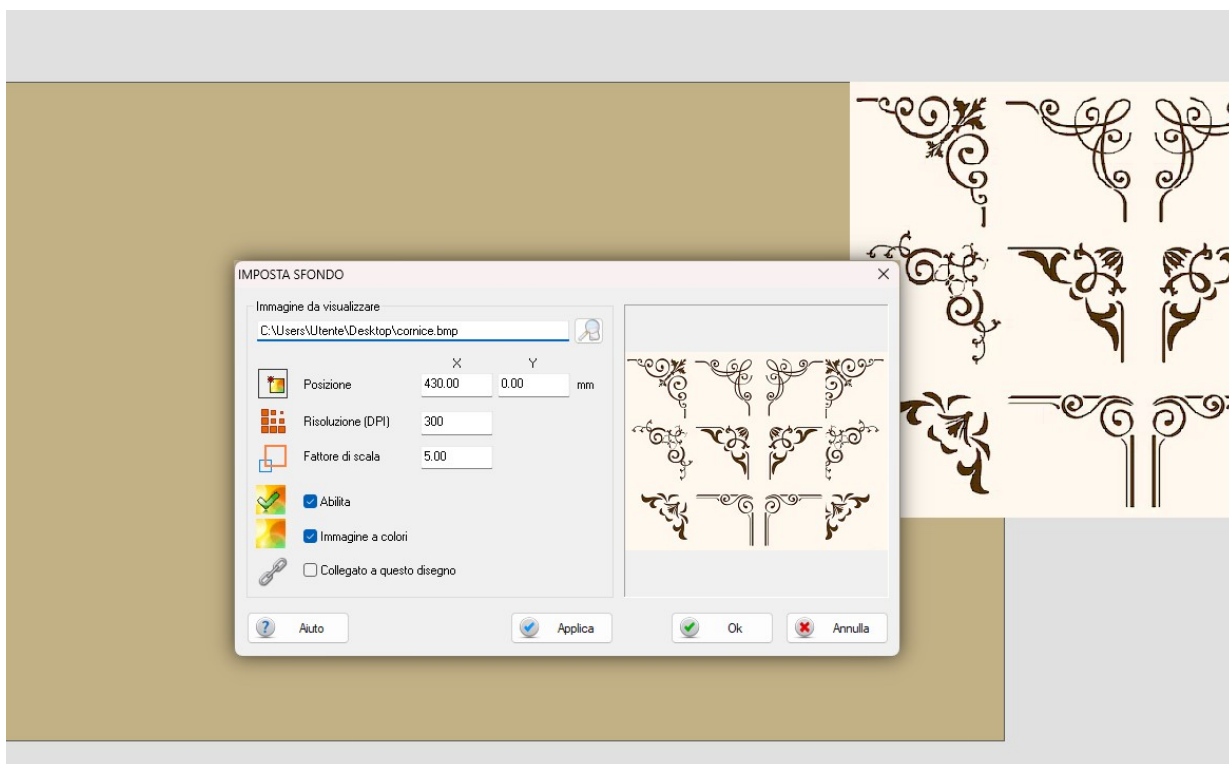 IMPOSTA SFONDO
Immagine da visualizzare
C:\Users\Utente\Desktop\cornice.bmp
X Y
Posizione 430.00 0.00 mm
Risoluzione (DPI) 300
Fattore di scala 5.00
Abilita
Immagine a colori
Collegato a questo disegno
Aiuto Applica Ok Annulla